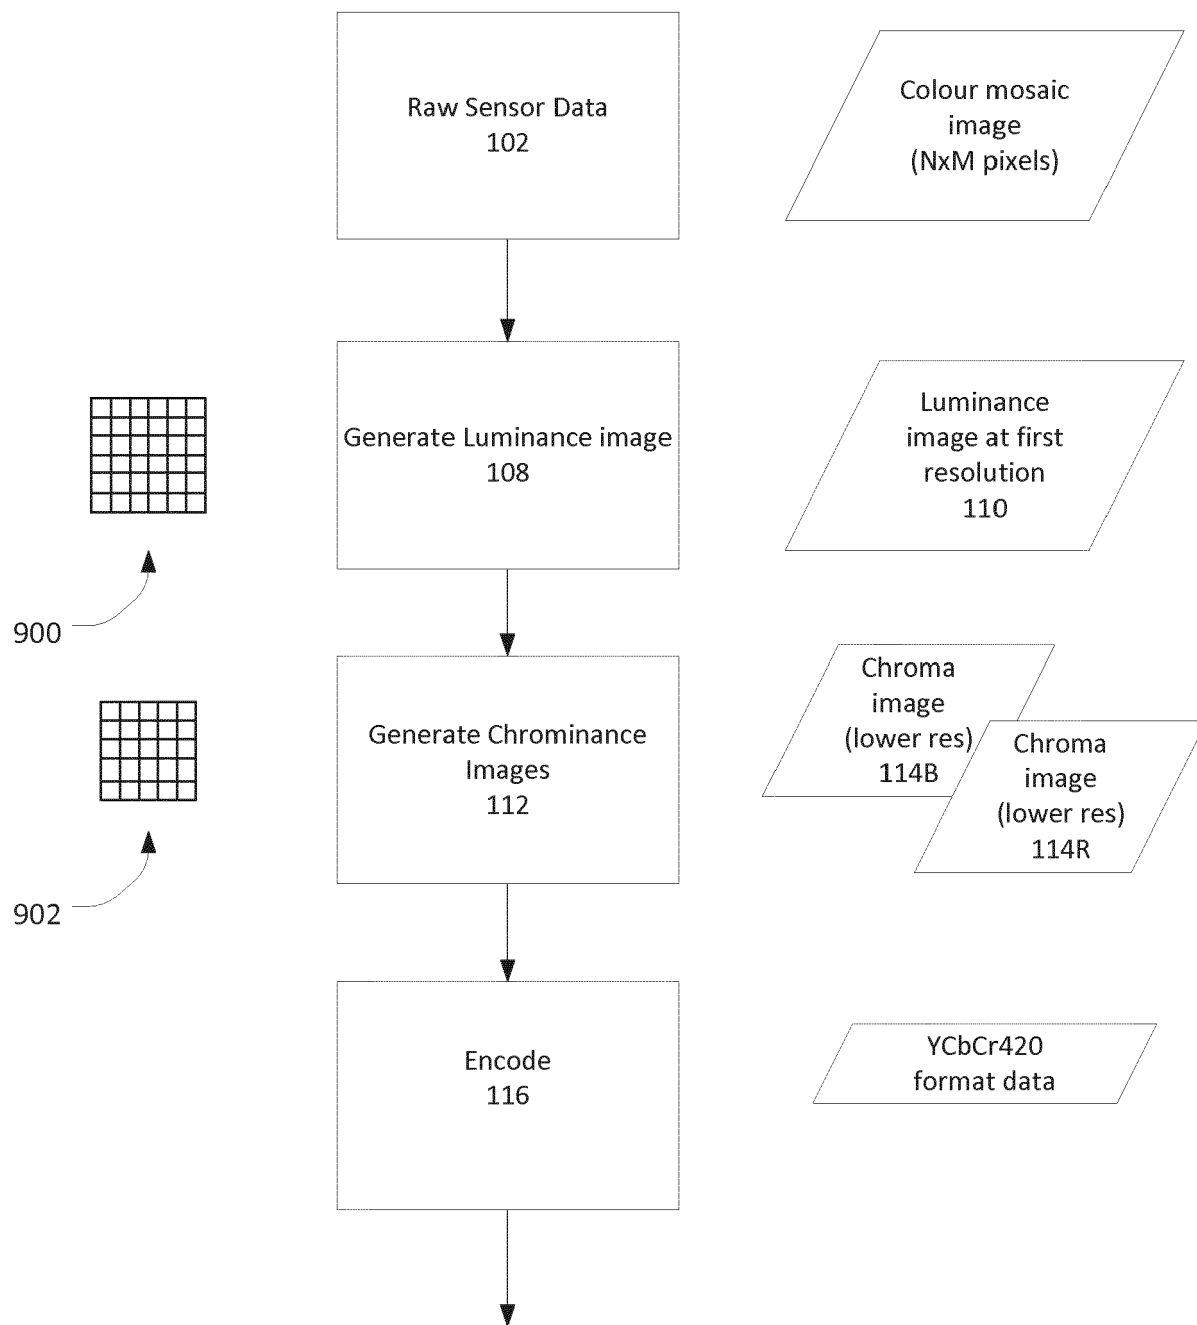 Raw Sensor Data
102
Colour mosaic
image
(NxM pixels)
Generate Luminance image
108
Luminance
image at first
resolution
110
900
Generate Chrominance
Images
112
Chroma
image
(lower res)
114B
Chroma
image
(lower res)
114R
902
Encode
116
YCbCr420
format data